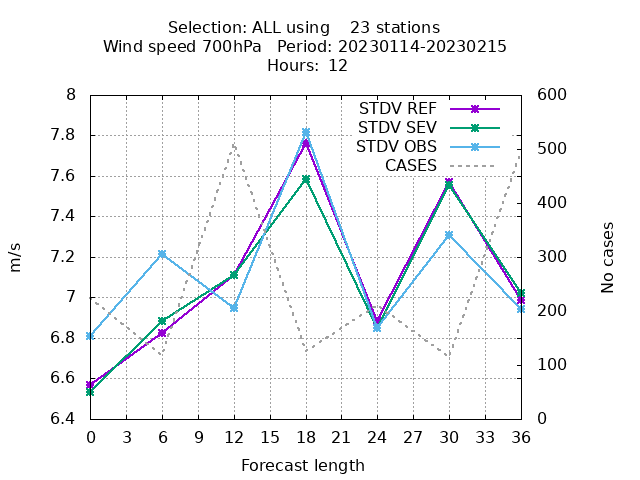 Selection: ALL using    23 stations
Wind speed 700hPa   Period: 20230114-20230215
Hours:  12
STDV REF
STDV SEV
STDV OBS
CASES
8
7.8
7.6
7.4
7.2
7
6.8
6.6
6.4
m/s
600
500
400
300
200
100
0
No cases
0 3 6 9 12 15 18 21 24 27 30 33 36
Forecast length